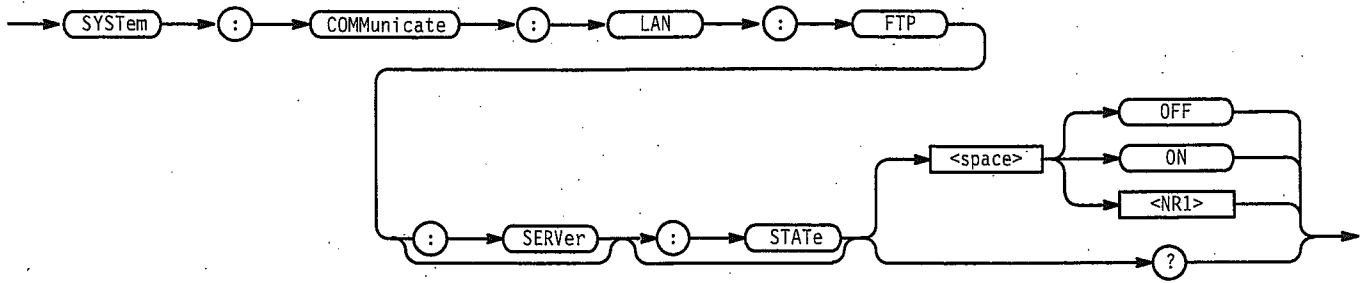 SYSTem : COMMunicate : LAN : FTP
OFF
<space> ON
<NR1>
: SERVer : STATe
?